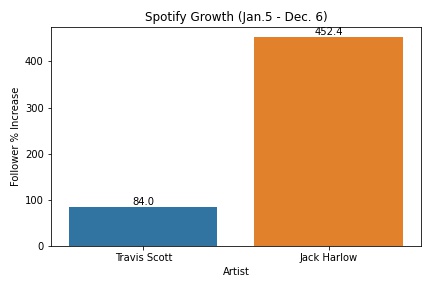 Spotify Growth (Jan.5 - Dec. 6)
452.4
400
300
200
100
0
84.0
Follower % Increase
Travis Scott
Jack Harlow
Artist